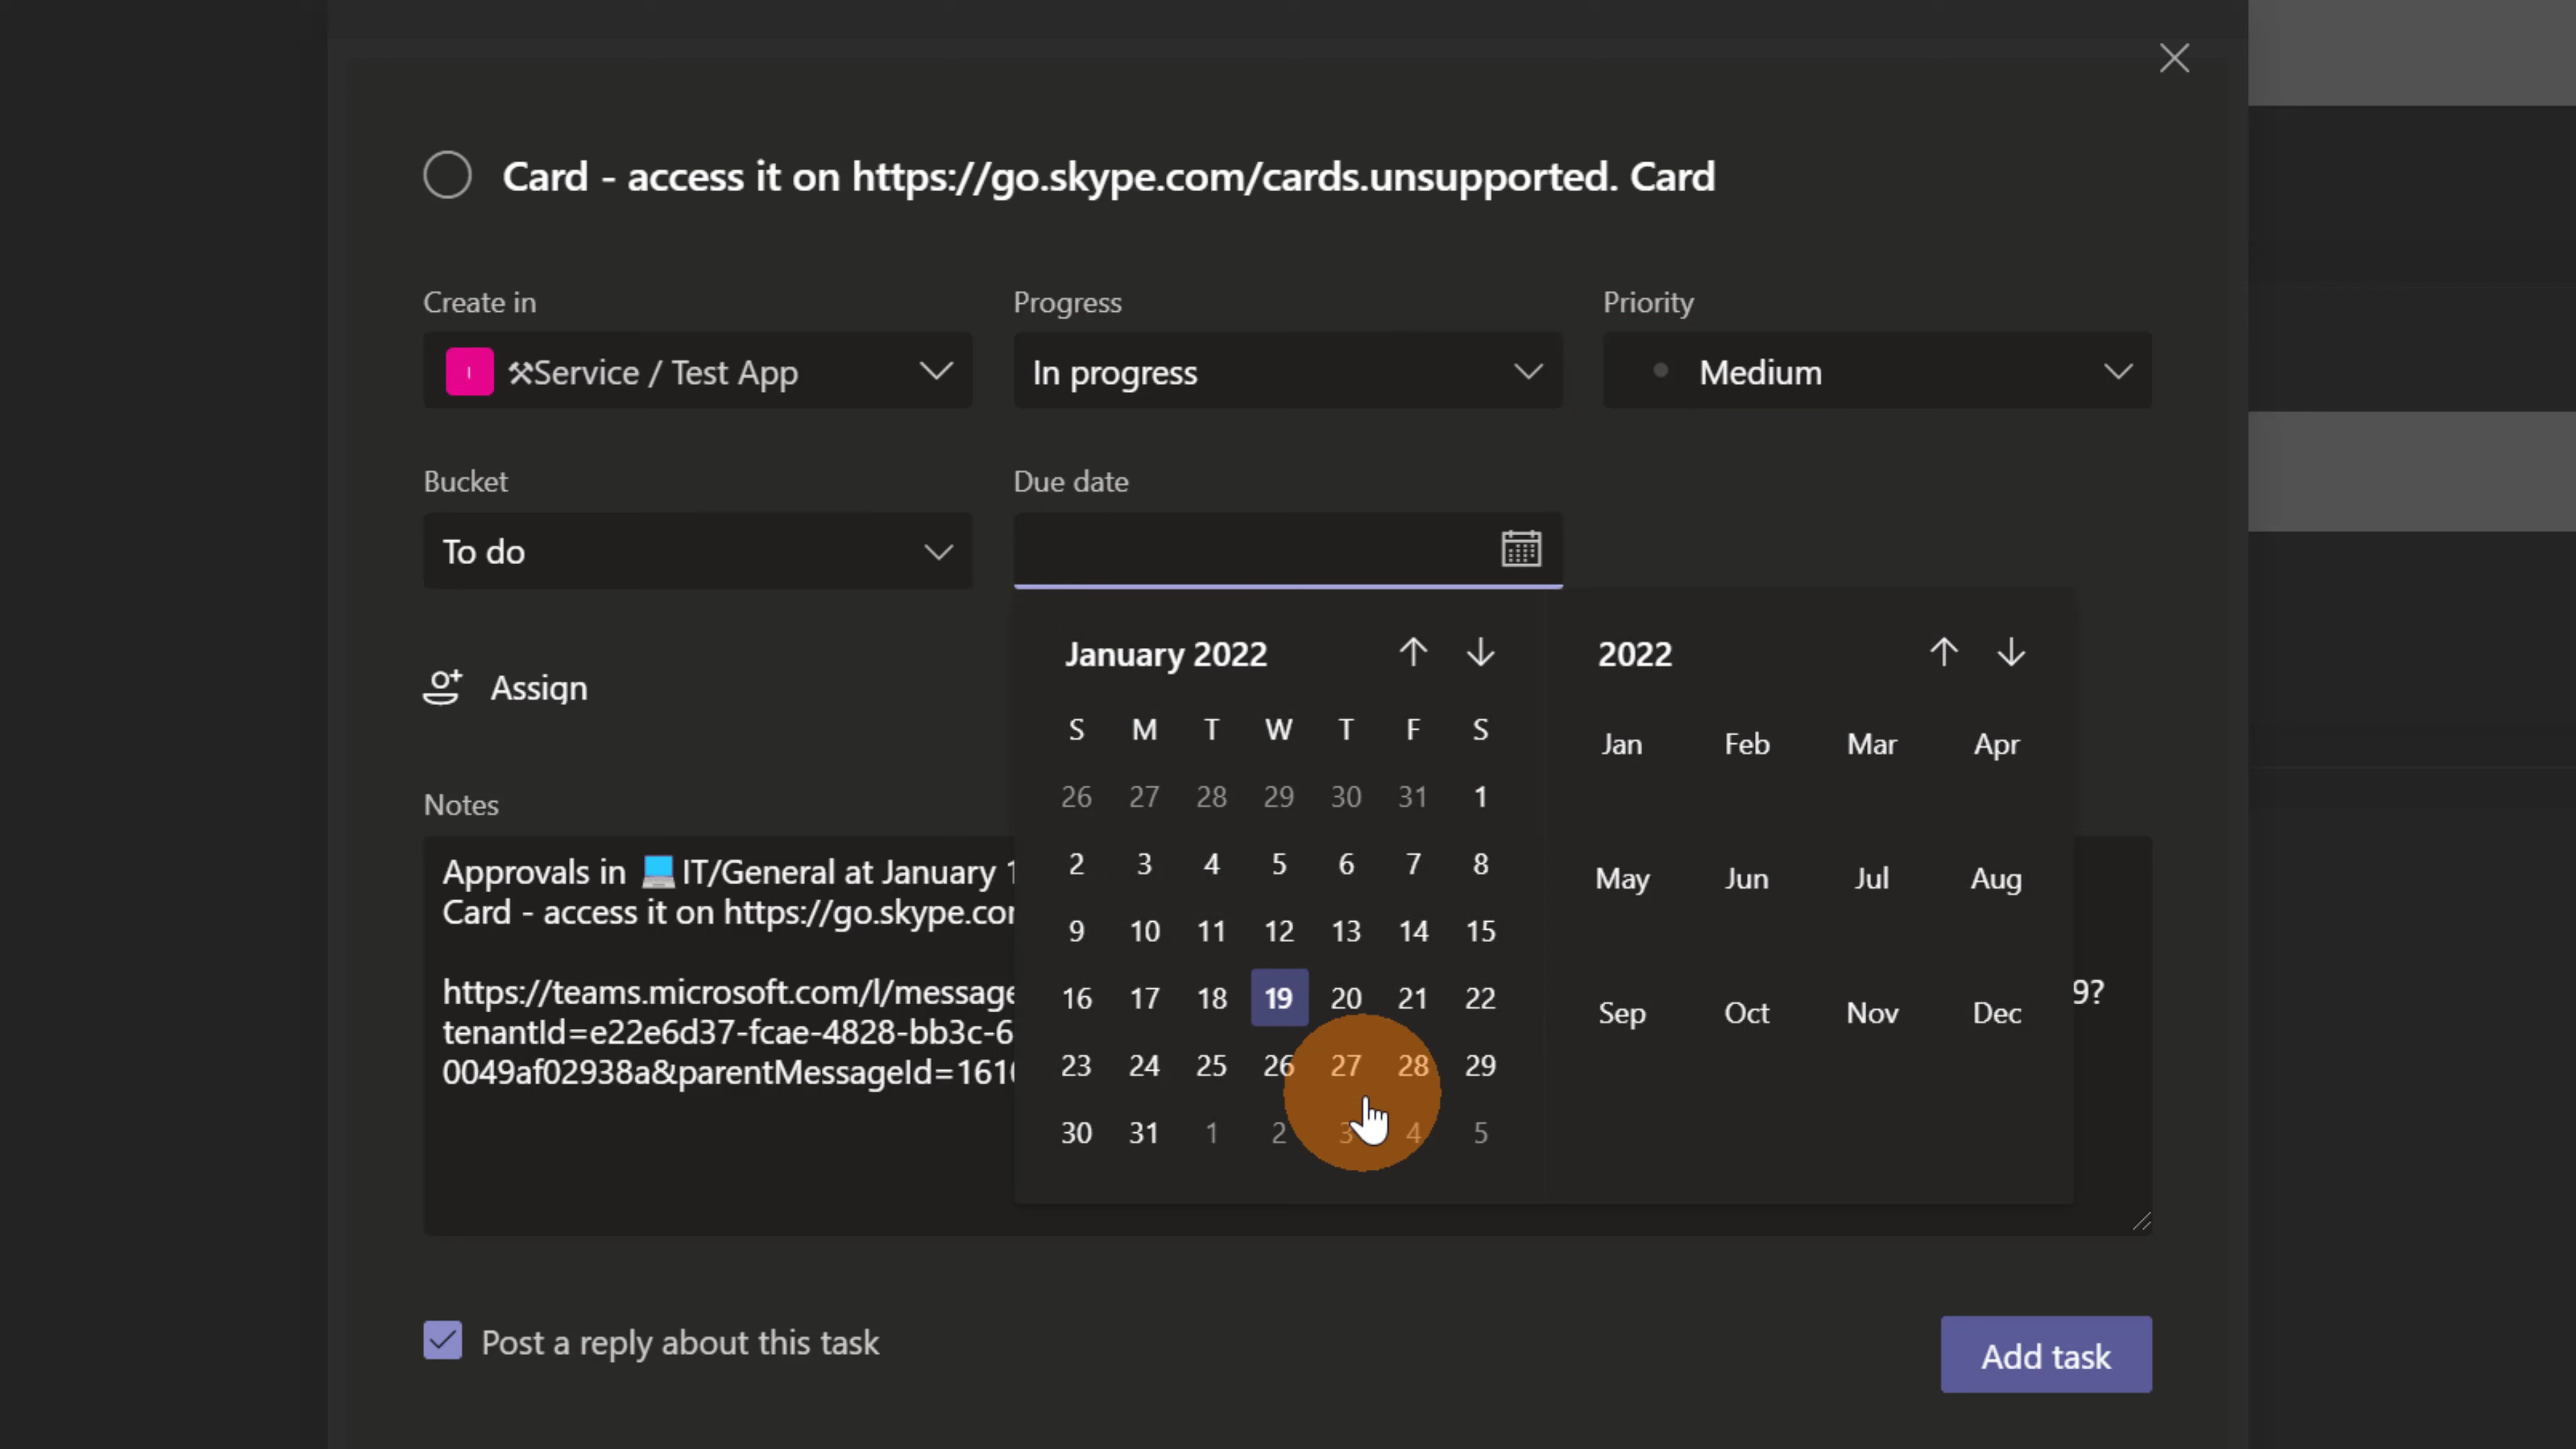 Card - access it on https://go.skype.com/cards.unsupported. Card
Create in
Progress
Priority
I
⚒Service / Test App
In progress
Medium
Bucket
Due date
To do
Assign
January 2022
2022
S M T W T F S
26 27 28 29 30 31 1
2 3 4 5 6 7 8
9 10 11 12 13 14 15
16 17 18 19 20 21 22
23 24 25 26 27 28 29
30 31 1 2 3 4 5
Jan Feb Mar Apr
May Jun Jul Aug
Sep Oct Nov Dec
Notes
Approvals in 💻IT/General at January 1
Card - access it on https://go.skype.co
https://teams.microsoft.com/l/message
9?
tenantId=e22e6d37-fcae-4828-bb3c-6
0049af02938a&parentMessageId=161
Post a reply about this task
Add task